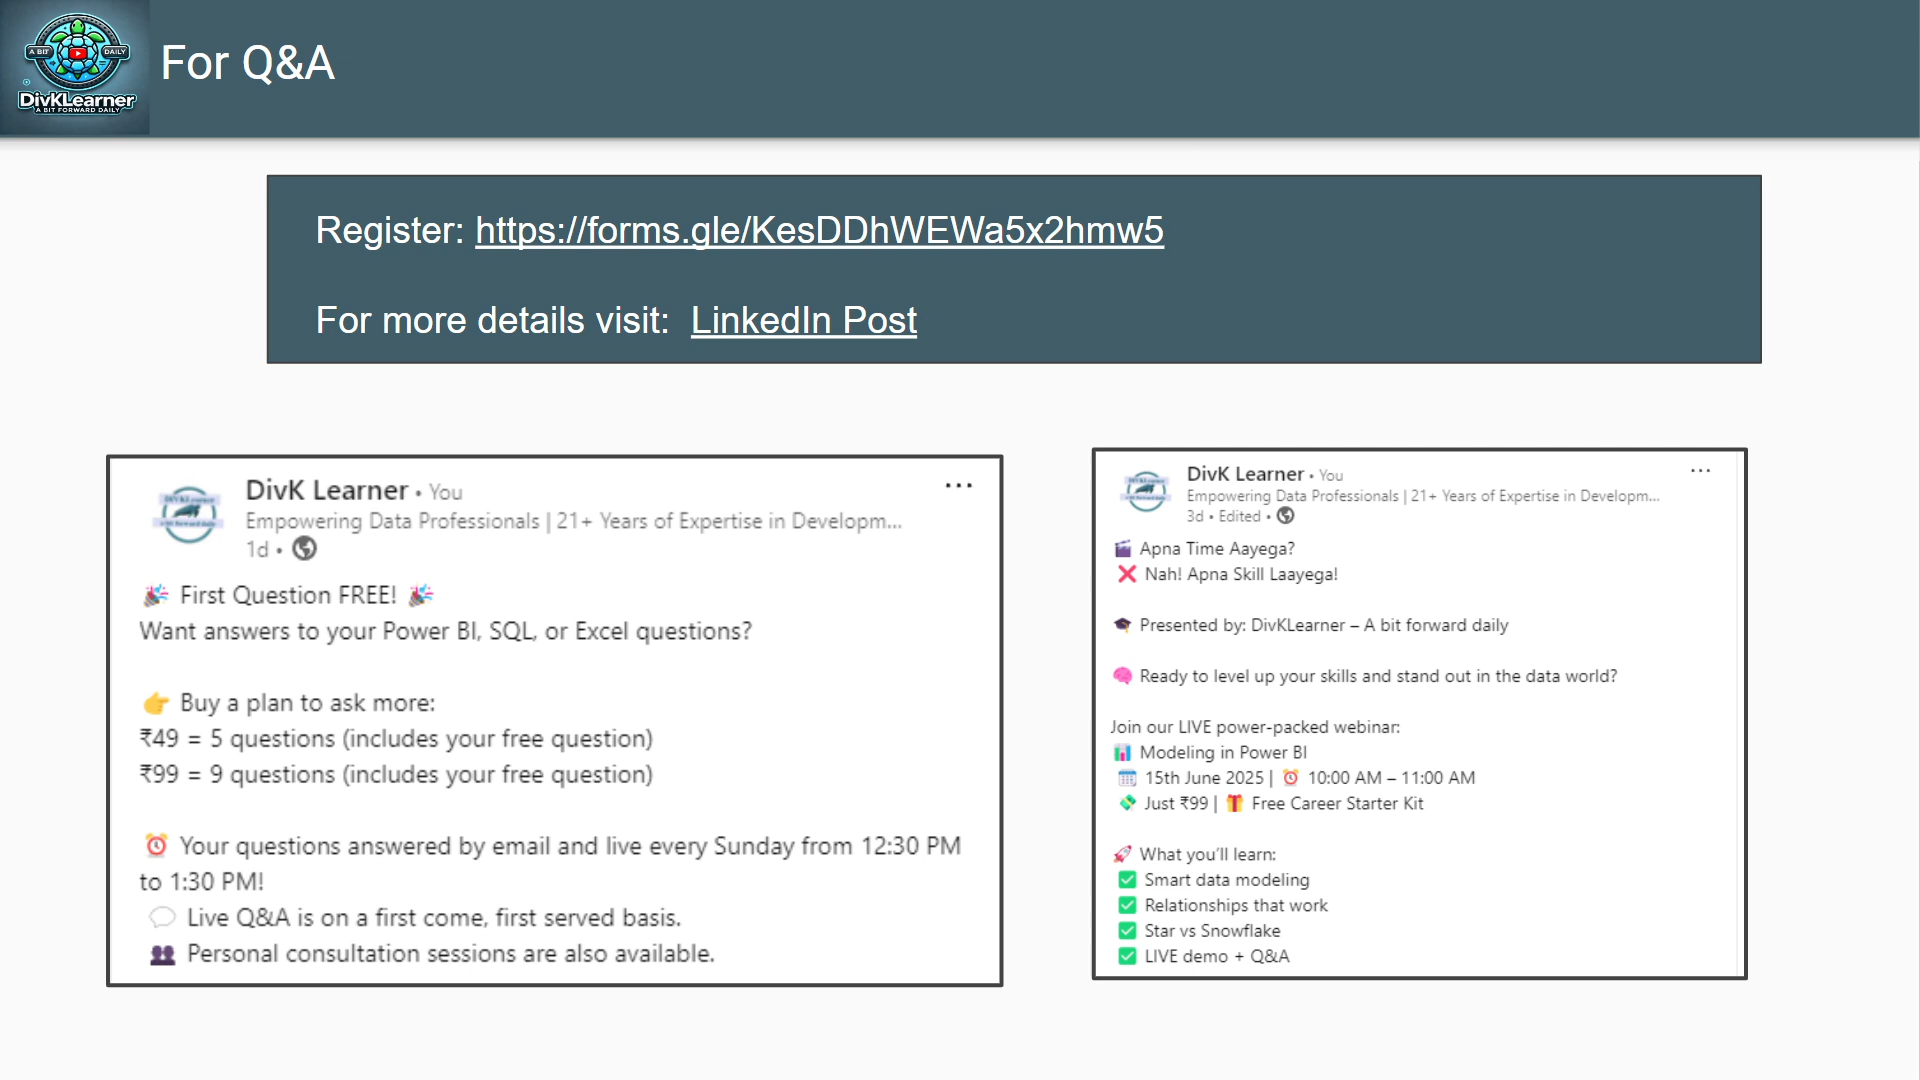 A BIT DAILY
DivKLearner
A BIT FORWARD DAILY
For Q&A
Register: https://forms.gle/KesDDhWEWa5x2hmw5
For more details visit: LinkedIn Post
DivK Learner • You
Empowering Data Professionals | 21+ Years of Expertise in Developm...
1d •
🎉 First Question FREE! 🎉
Want answers to your Power BI, SQL, or Excel questions?
👉 Buy a plan to ask more:
₹49 = 5 questions (includes your free question)
₹99 = 9 questions (includes your free question)
⏰ Your questions answered by email and live every Sunday from 12:30 PM
to 1:30 PM!
💬 Live Q&A is on a first come, first served basis.
👥 Personal consultation sessions are also available.
DivK Learner • You
Empowering Data Professionals | 21+ Years of Expertise in Developm...
3d • Edited •
🎬 Apna Time Aayega?
❌ Nah! Apna Skill Laayega!
🎓 Presented by: DivKLearner – A bit forward daily
🧠 Ready to level up your skills and stand out in the data world?
Join our LIVE power-packed webinar:
📊 Modeling in Power BI
📅 15th June 2025 | ⏰ 10:00 AM – 11:00 AM
💸 Just ₹99 | 🎁 Free Career Starter Kit
🚀 What you'll learn:
✅ Smart data modeling
✅ Relationships that work
✅ Star vs Snowflake
✅ LIVE demo + Q&A